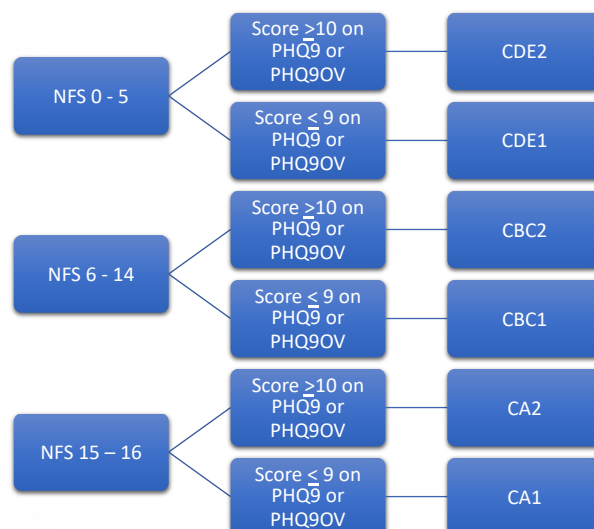 NFS 0 - 5
Score >10 on
PHQ9 or
PHQ9OV
CDE2
Score < 9 on
PHQ9 or
PHQ9OV
CDE1
NFS 6 - 14
Score >10 on
PHQ9 or
PHQ9OV
CBC2
Score < 9 on
PHQ9 or
PHQ9OV
CBC1
NFS 15 – 16
Score >10 on
PHQ9 or
PHQ9OV
CA2
Score < 9 on
PHQ9 or
PHQ9OV
CA1